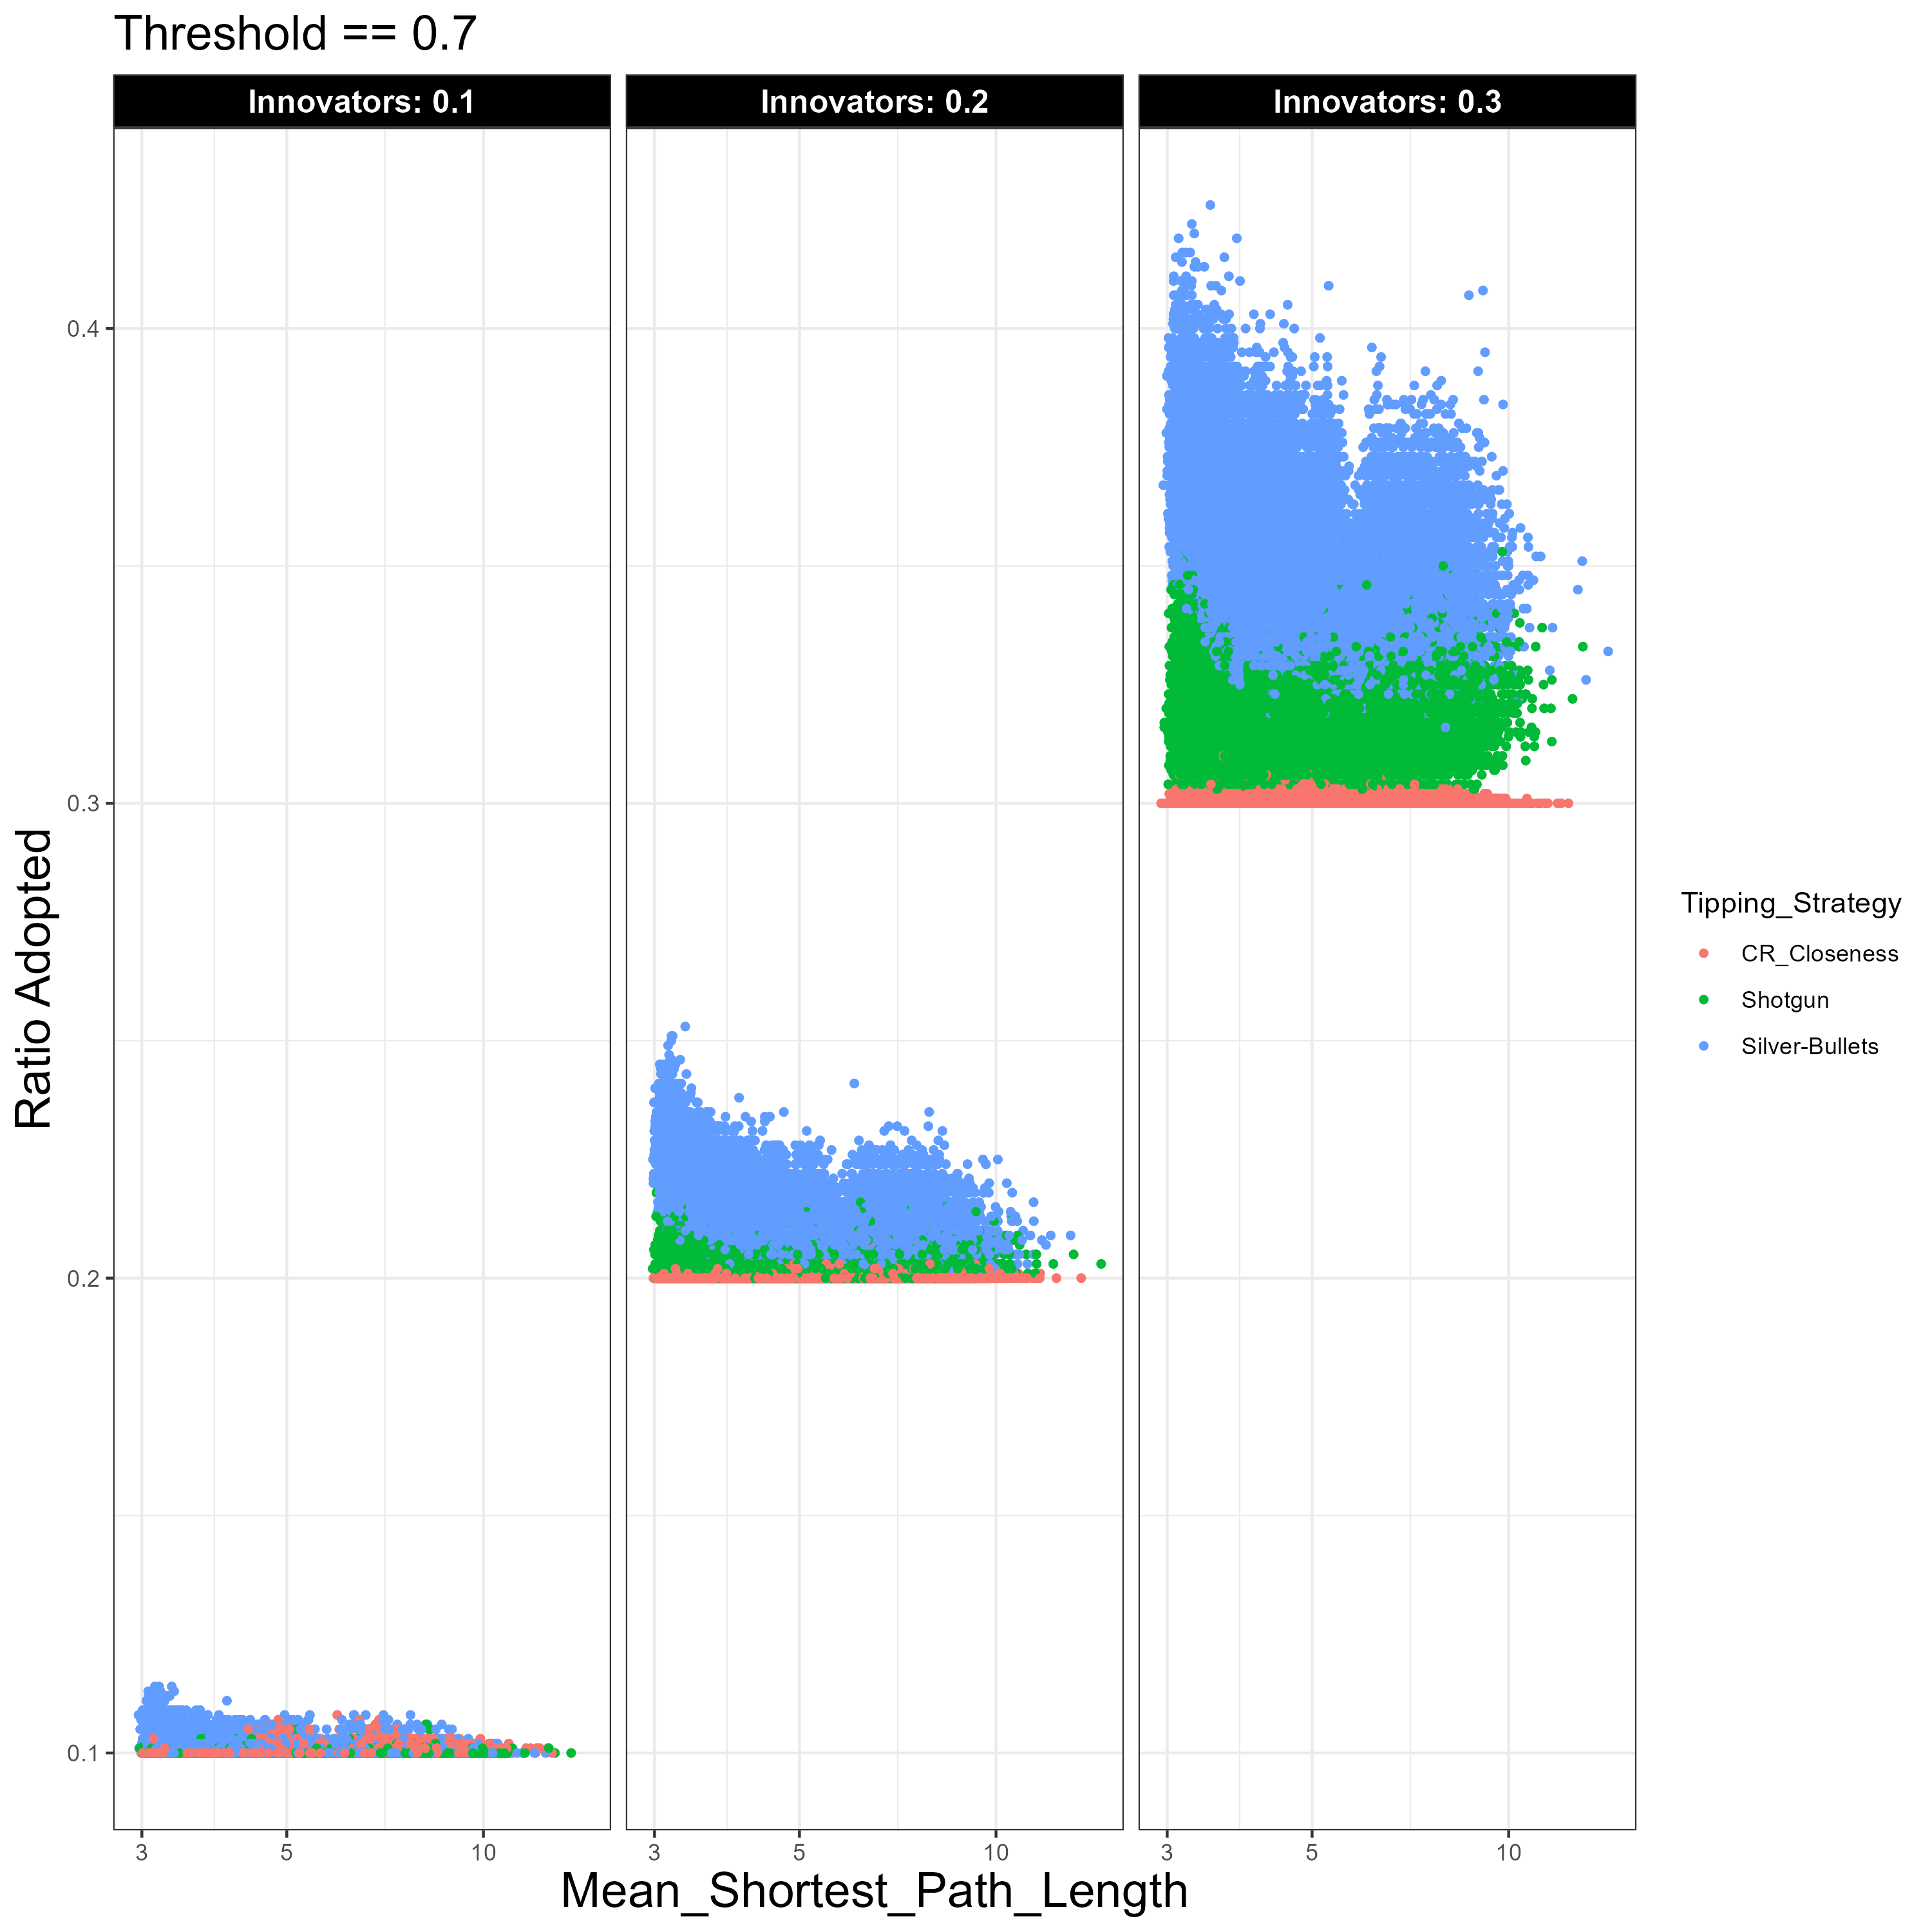 Threshold == 0.7
Innovators: 0.1
Innovators: 0.2
Innovators: 0.3
0.4
0.3
0.2
0.1
Ratio Adopted
3 5 10
3 5 10
3 5 10
Mean_Shortest_Path_Length
Tipping_Strategy
CR_Closeness
Shotgun
Silver-Bullets